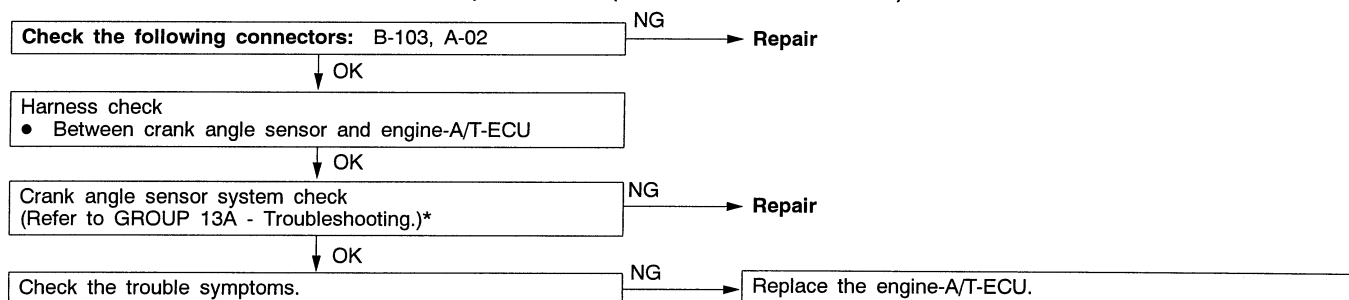 NG
Check the following connectors: B-103, A-02
Repair
OK
Harness check
● Between crank angle sensor and engine-A/T-ECU
OK
Crank angle sensor system check
(Refer to GROUP 13A - Troubleshooting.)*
NG
Repair
OK
Check the trouble symptoms.
NG
Replace the engine-A/T-ECU.